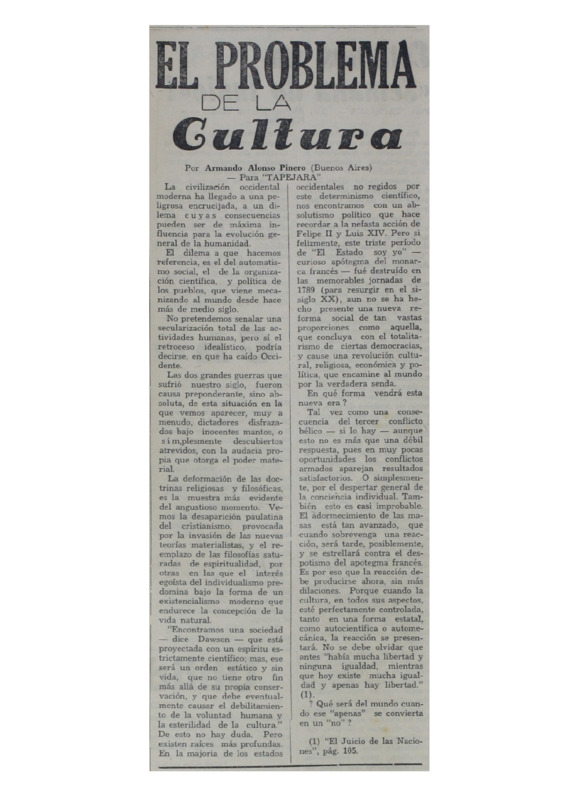 EL PROBLEMA
DE LA
Cultura
Por Armando Alonso Pinero (Buenos Aires)
— Para "TAPEJARA"
La civilización occidental
moderna ha llegado a una pe-
ligrosa encrucijada, a un di-
lema cuyas consecuencias
pueden ser de máxima in-
fluencia para la evolución ge-
neral de la humanidad.
El dilema a que hacemos
referencia, es el del automatis-
mo social, el de la organiza-
ción científica, y política de
los pueblos, que viene meca-
nizando al mundo desde hace
más de medio siglo.
No pretendemos senalar una
secularización total de las ac-
tividades humanas, pero sí el
retroceso idealístico, podría
decirse, en que ha caído Occi-
dente.
Las dos grandes guerras que
sufrió nuestro siglo, fueron
causa preponderante, sino ab-
soluta, de esta situación en la
que vemos aparecer, muy a
menudo, dictadores disfraza-
dos bajo inocentes mantos, o
sim,plesmente descubiertos
atrevidos, con la audacia pro-
pia que otorga el poder mate-
rial.
La deformación de las doc-
trinas religiosas y filosóficas,
es la muestra más evidente
del angustioso momento. Ve-
mos la desaparición paulatina
del cristianismo, provocada
por la invasión de las nuevas
teorías materialistas, y el re-
emplazo de las filosofías satu-
radas de espiritualidad, por
otras en las que el interés
egoísta del individualismo pre-
domina bajo la forma de un
existencialismo moderno que
endurece la concepción de la
vida natural.
"Encontramos una sociedad
— dice Dawsen — que está
proyectada con un espíritu es-
trictamente científico; mas, ese
será un orden estático y sin
vida, que no tiene otro fin
más allá de su propia conser-
vación, y que debe eventual-
mente causar el debilitamien-
to de la voluntad humana y
la esterilidad de la cultura."
De esto no hay duda. Pero
existen raíces más profundas.
En la majoria de los estados
occidentales no regidos por
este determinismo científico,
nos encontramos con un ab-
solutismo político que hace
recordar a la nefasta acción de
Felipe II y Luis XIV. Pero si
felizmente, este triste período
de "El Estado soy yo" —
curioso apótegma del monar-
ca francés — fué destruído en
las memorables jornadas de
1789 (para resurgir en el si-
siglo XX), aun no se ha he-
cho presente una nueva re-
forma social de tan vastas
proporciones como aquella,
que concluya con el totalita-
rismo de ciertas democracias,
y cause una revolución cultu-
ral, religiosa, económica y po-
lítica, que encamine al mundo
por la verdadera senda.
En qué forma vendrá esta
nueva era ?
Tal vez como una conse-
cuencia del tercer conflicto
bélico — si lo hay — aunque
esto no es más que una débil
respuesta, pues en muy pocas
oportunidades los conflictos
armados aparejan resultados
satisfactorios. O simplesmen-
te, por el despertar general de
la conciencia individual. Tam-
bién esto es casi improbable.
El adormecimiento de las ma-
sas está tan avanzado, que
cuando sobrevenga una reac-
ción, será tarde, posiblemente,
y se estrellará contra el des-
potismo del apotegma francés.
Es por eso que la reacción de-
be producirse ahora, sin más
dilaciones. Porque cuando la
cultura, en todos sus aspectos,
esté perfectamente controlada,
tanto en una forma estatal,
como autocientífica o autome-
cánica, la reacción se presen-
tará. No se debe olvidar que
antes "había mucha libertad y
ninguna igualdad, mientras
que hoy existe mucha igual-
dad y apenas hay libertad."
(1).
? Qué será del mundo cuan-
do ese "apenas" se convierta
en un "no" ?
(1) "El Juicio de las Nacio-
nes", pág. 105.